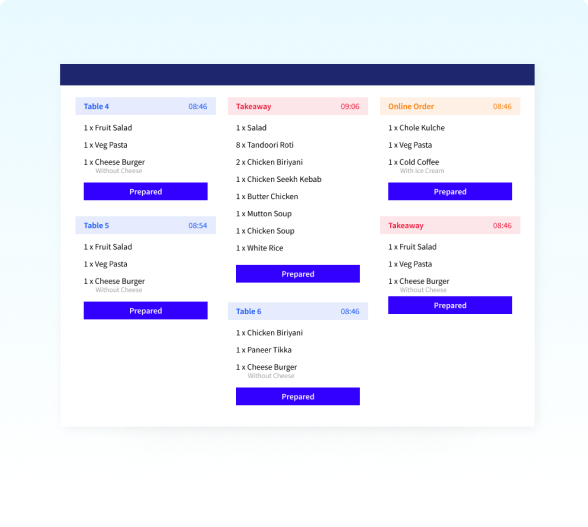 Table 4 08:46
1 x Fruit Salad
1 x Veg Pasta
1 x Cheese Burger
Without Cheese
Prepared
Table 5 08:54
1 x Fruit Salad
1 x Veg Pasta
1 x Cheese Burger
Without Cheese
Prepared
Takeaway 09:06
1 x Salad
8 x Tandoori Roti
2 x Chicken Biriyani
1 x Chicken Seekh Kebab
1 x Butter Chicken
1 x Mutton Soup
1 x Chicken Soup
1 x White Rice
Prepared
Table 6 08:46
1 x Chicken Biriyani
1 x Paneer Tikka
1 x Cheese Burger
Without Cheese
Prepared
Online Order 08:46
1 x Chole Kulche
1 x Veg Pasta
1 x Cold Coffee
With Ice Cream
Prepared
Takeaway 08:46
1 x Fruit Salad
1 x Veg Pasta
1 x Cheese Burger
Without Cheese
Prepared